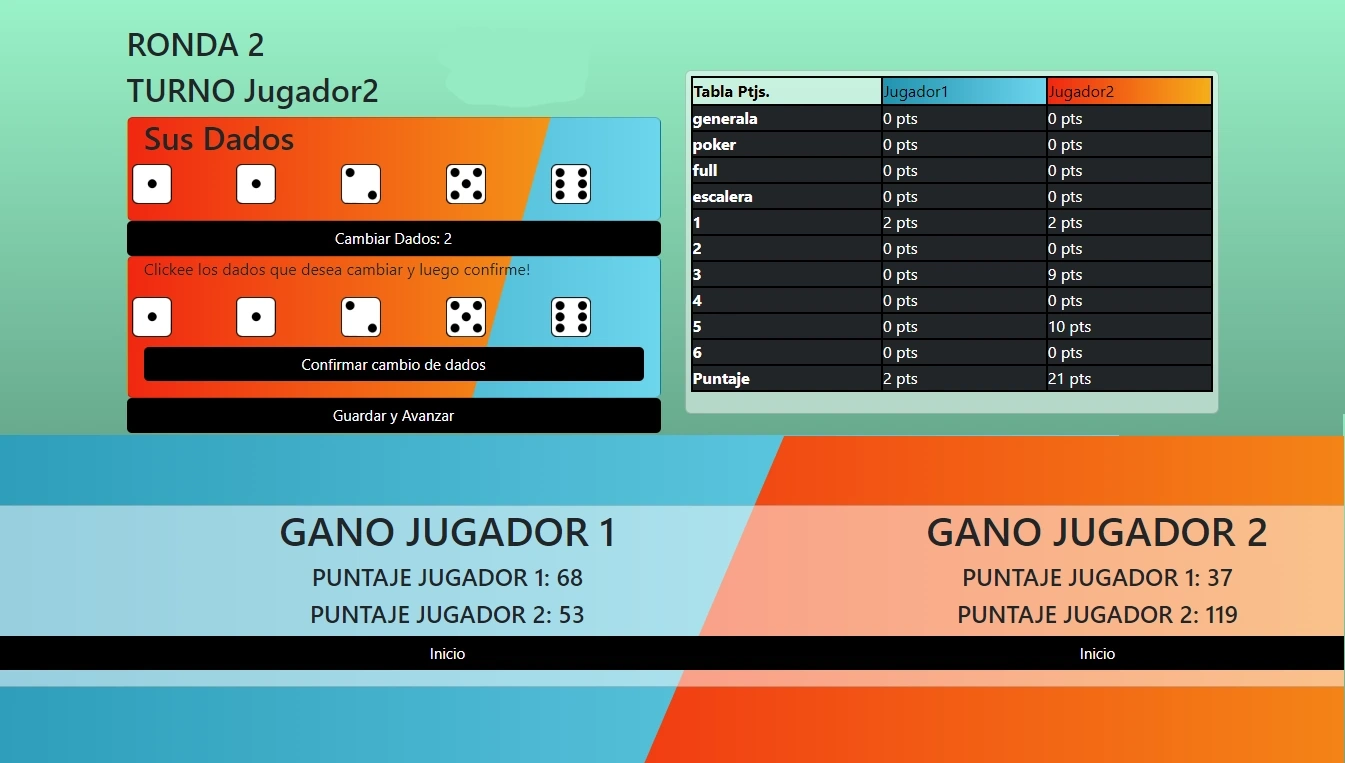 RONDA 2
TURNO Jugador2
Sus Dados
Cambiar Dados: 2
Clickee los dados que desea cambiar y luego confirme!
Confirmar cambio de dados
Guardar y Avanzar
Tabla Ptjs. Jugador1 Jugador2
generala 0 pts 0 pts
poker 0 pts 0 pts
full 0 pts 0 pts
escalera 0 pts 0 pts
1 2 pts 2 pts
2 0 pts 0 pts
3 0 pts 9 pts
4 0 pts 0 pts
5 0 pts 10 pts
6 0 pts 0 pts
Puntaje 2 pts 21 pts
GANO JUGADOR 1
PUNTAJE JUGADOR 1: 68
PUNTAJE JUGADOR 2: 53
Inicio
GANO JUGADOR 2
PUNTAJE JUGADOR 1: 37
PUNTAJE JUGADOR 2: 119
Inicio